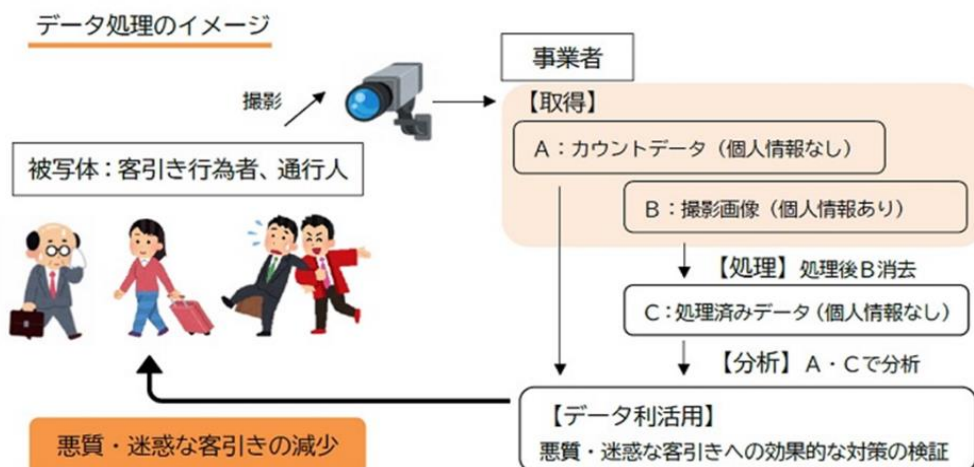 データ処理のイメージ
撮影
被写体：客引き行為者、通行人
事業者
【取得】
A：カウントデータ（個人情報なし）
B：撮影画像（個人情報あり）
【処理】処理後B消去
C：処理済みデータ（個人情報なし）
【分析】A・Cで分析
【データ利活用】
悪質・迷惑な客引きへの効果的な対策の検証
悪質・迷惑な客引きの減少